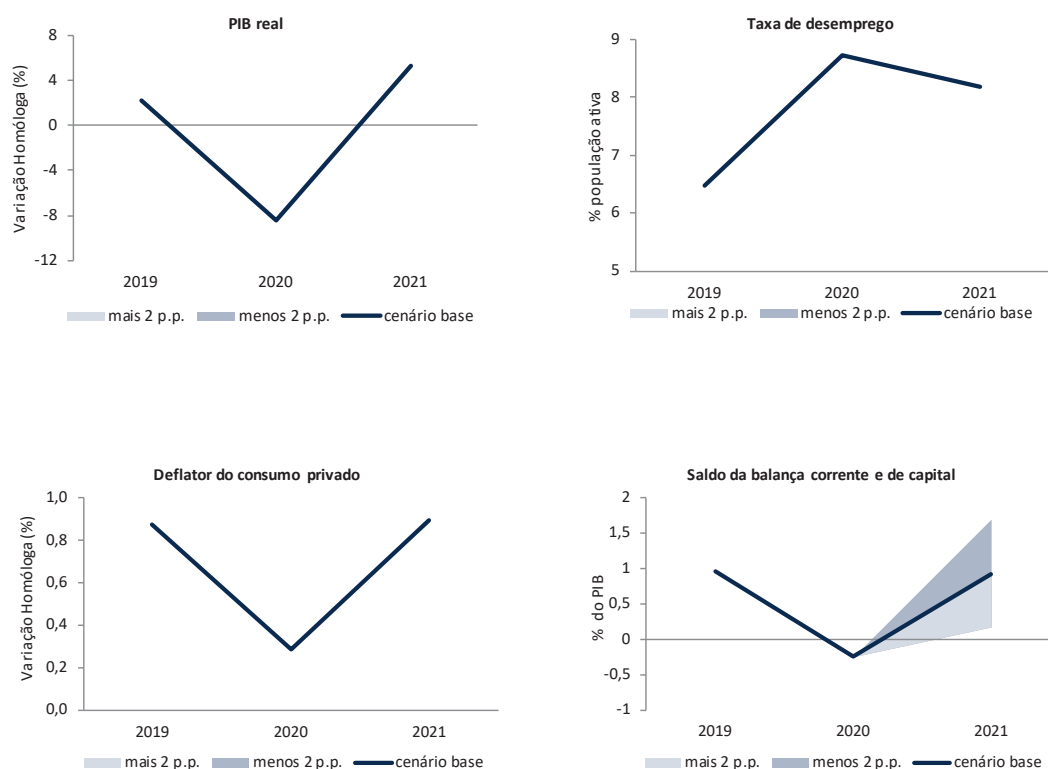 PIB real
Variação Homóloga (%)
8
4
0
-4
-8
-12
2019 2020 2021
mais 2 p.p. menos 2 p.p. cenário base
Taxa de desemprego
% população ativa
9
8
7
6
5
2019 2020 2021
mais 2 p.p. menos 2 p.p. cenário base
Deflator do consumo privado
Variação Homóloga (%)
1,0
0,8
0,6
0,4
0,2
0,0
2019 2020 2021
mais 2 p.p. menos 2 p.p. cenário base
Saldo da balança corrente e de capital
% do PIB
2
1,5
1
0,5
0
-0,5
-1
2019 2020 2021
mais 2 p.p. menos 2 p.p. cenário base